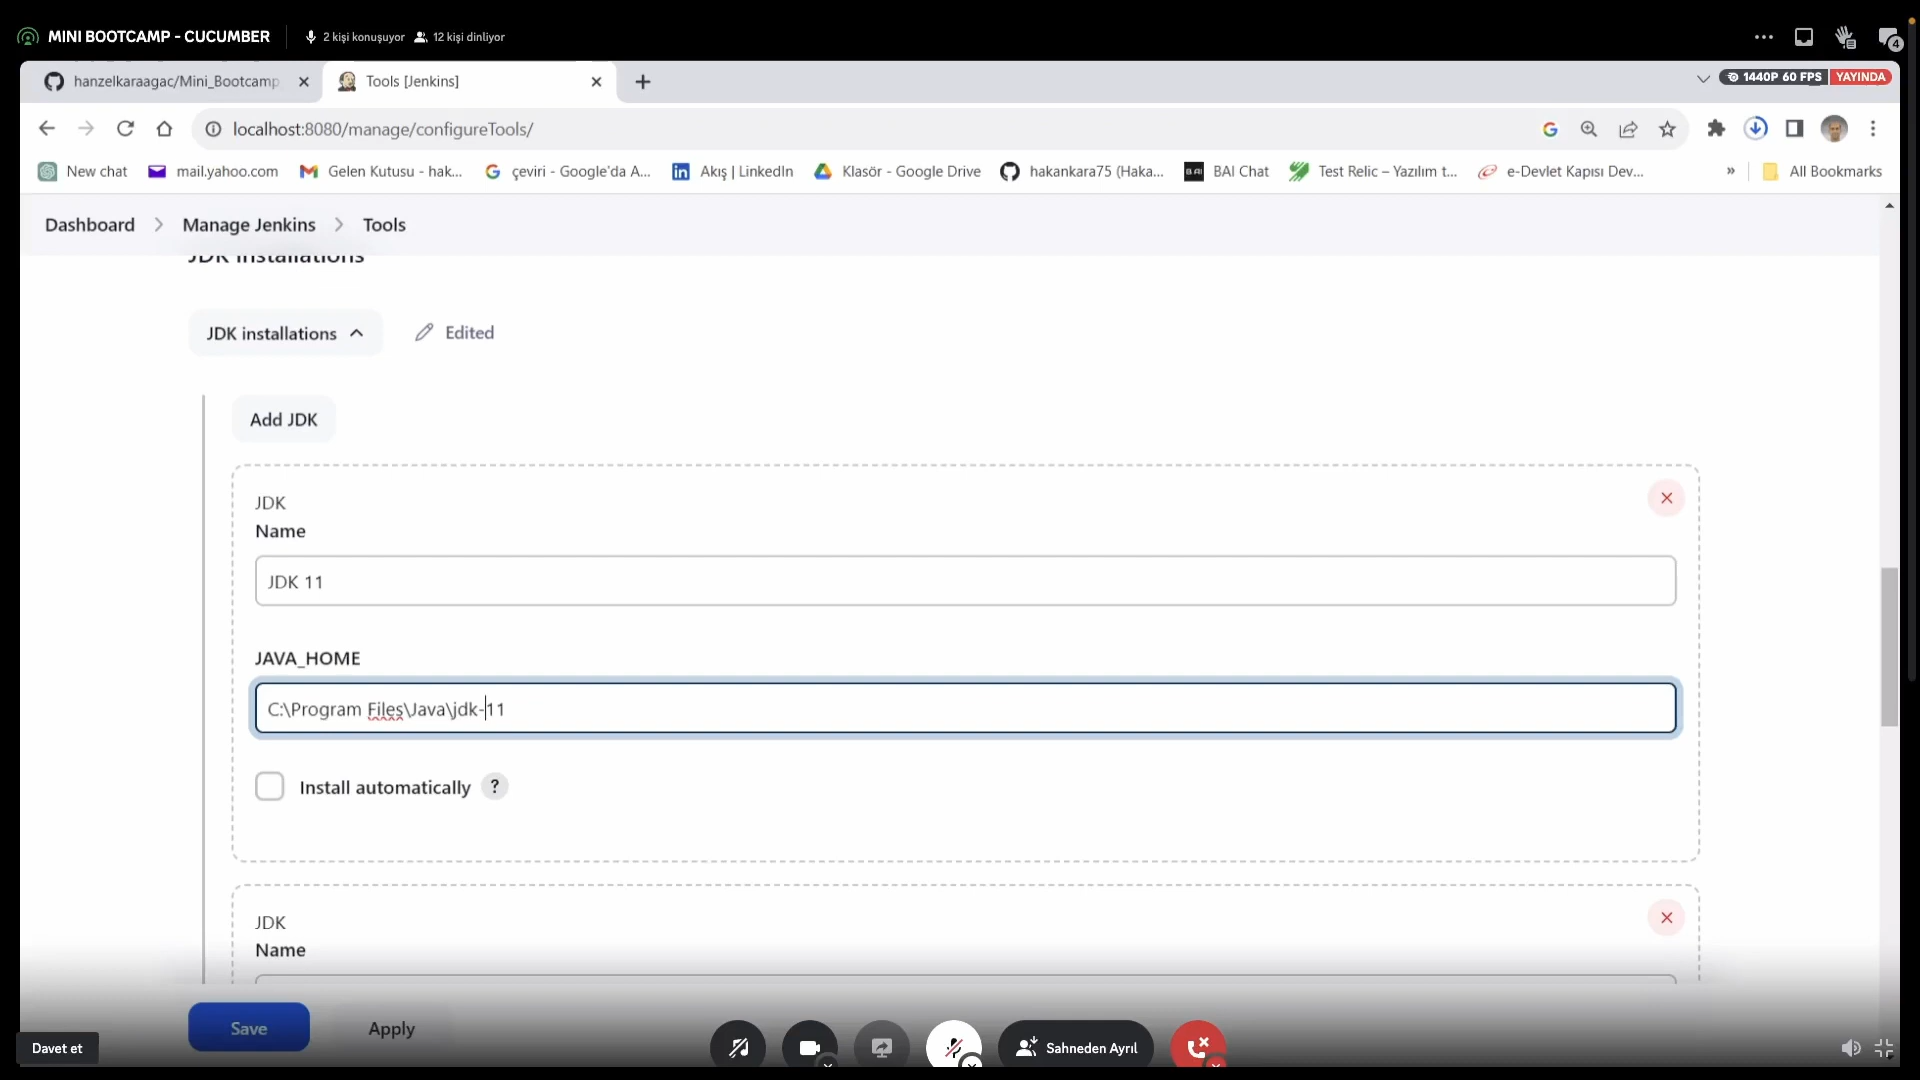 MINI BOOTCAMP - CUCUMBER
2 kişi konuşuyor
12 kişi dinliyor
4
hanzelkaraagac/Mini_Bootcamp
Tools [Jenkins]
1440P 60 FPS
YAYINDA
localhost:8080/manage/configureTools/
New chat
mail.yahoo.com
Gelen Kutusu - hak...
çeviri - Google'da A...
Akış | LinkedIn
Klasör - Google Drive
hakankara75 (Haka...
BAI Chat
Test Relic – Yazılım t...
e-Devlet Kapısı Dev...
»
All Bookmarks
Dashboard
Manage Jenkins
Tools
JDK installations
JDK installations
Edited
Add JDK
JDK
Name
JDK 11
JAVA_HOME
C:\Program Files\Java\jdk-11
Install automatically ?
JDK
Name
Save
Apply
Davet et
Sahneden Ayrıl